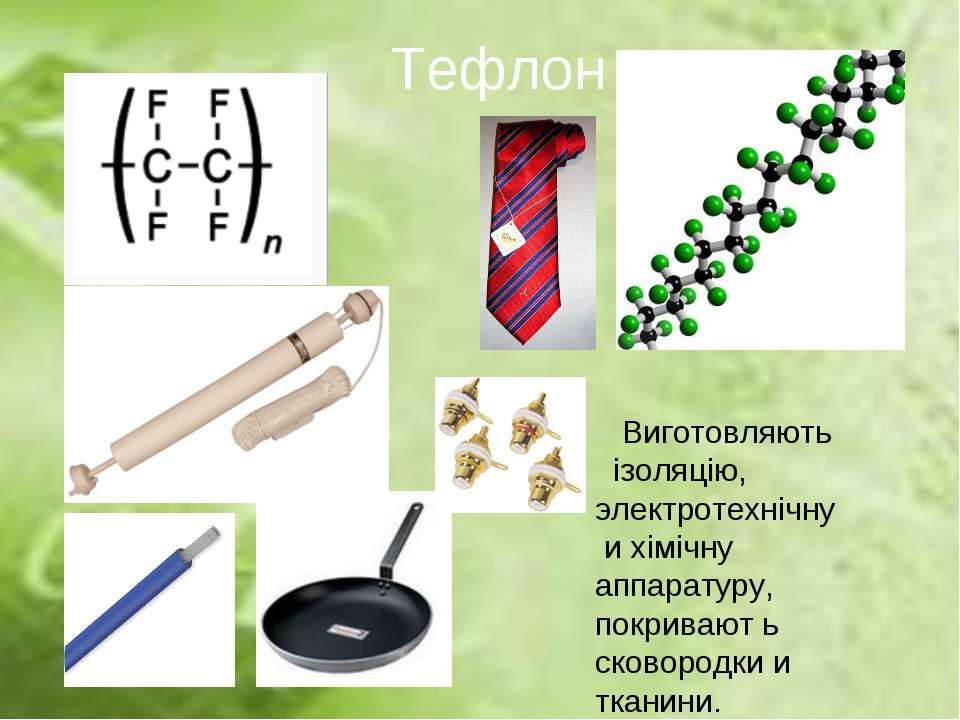 Тефлон
F F
C C
F F
n
Виготовляють
ізоляцію,
электротехнічну
и хімічну
аппаратуру,
покривают ь
сковородки и
тканини.